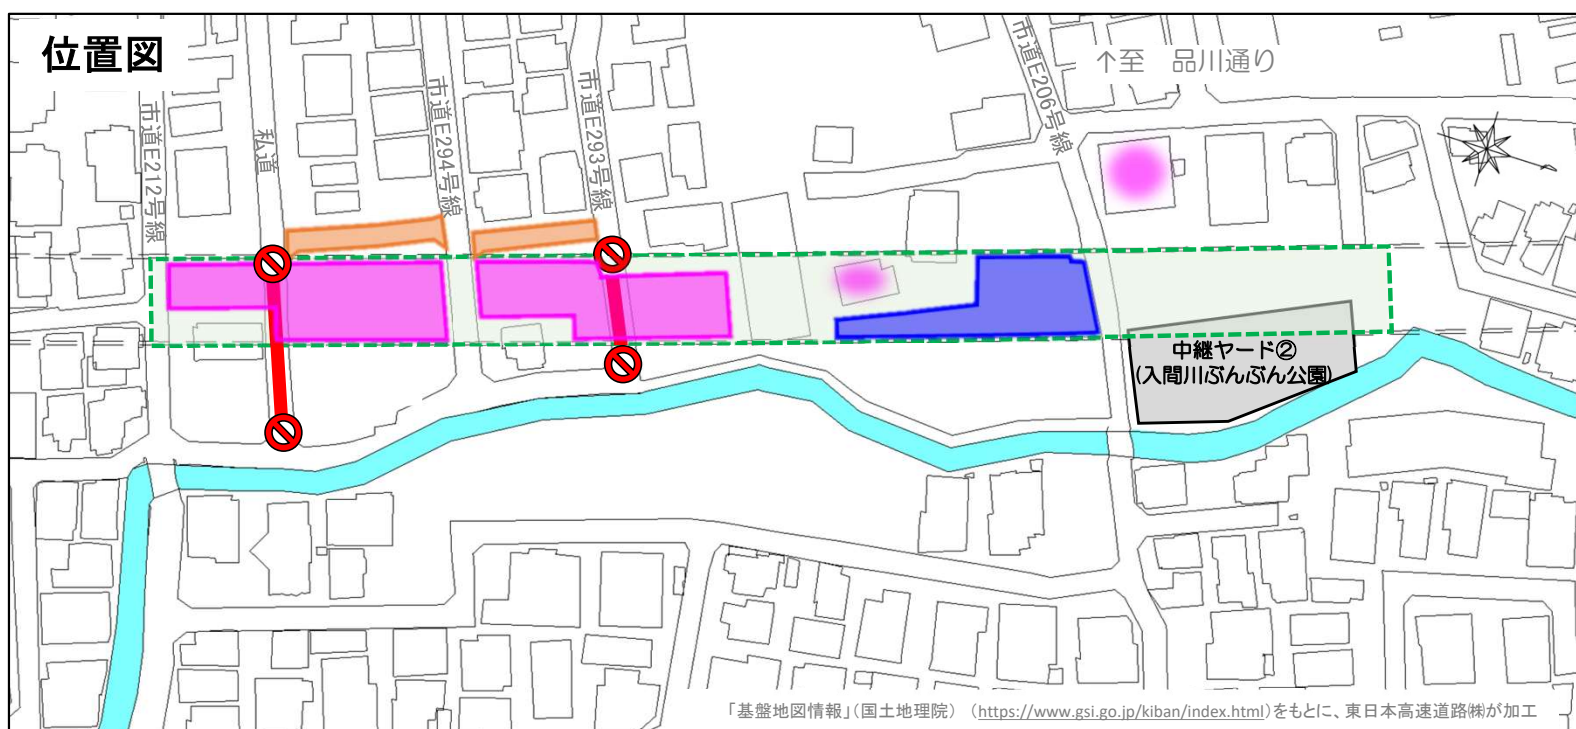 位置図
↑至　品川通り
市道E212号線
私道
市道E294号線
市道E293号線
市道E206号線
中継ヤード②
(入間川ぶんぶん公園)
「基盤地図情報」(国土地理院)　(https://www.gsi.go.jp/kiban/index.html)をもとに、東日本高速道路㈱が加工